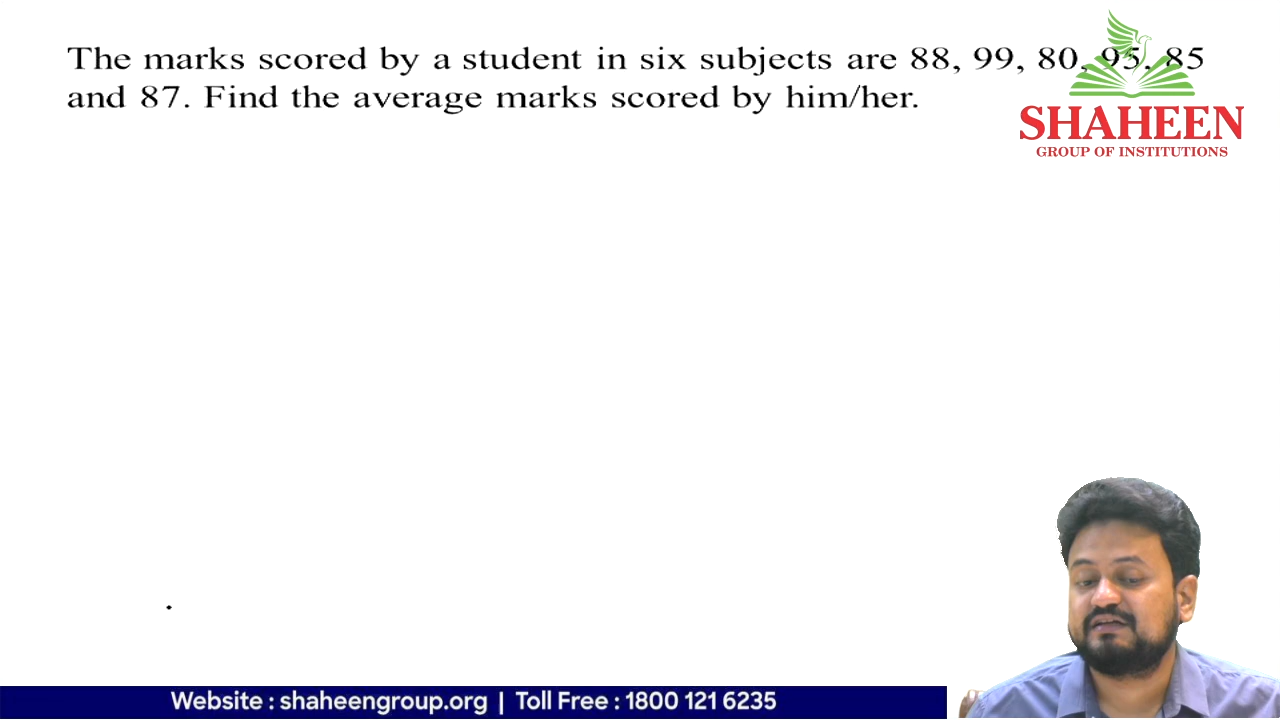 The marks scored by a student in six subjects are 88, 99, 80, 95, 85
and 87. Find the average marks scored by him/her.
SHAHEEN
GROUP OF INSTITUTIONS
Website : shaheengroup.org | Toll Free : 1800 121 6235